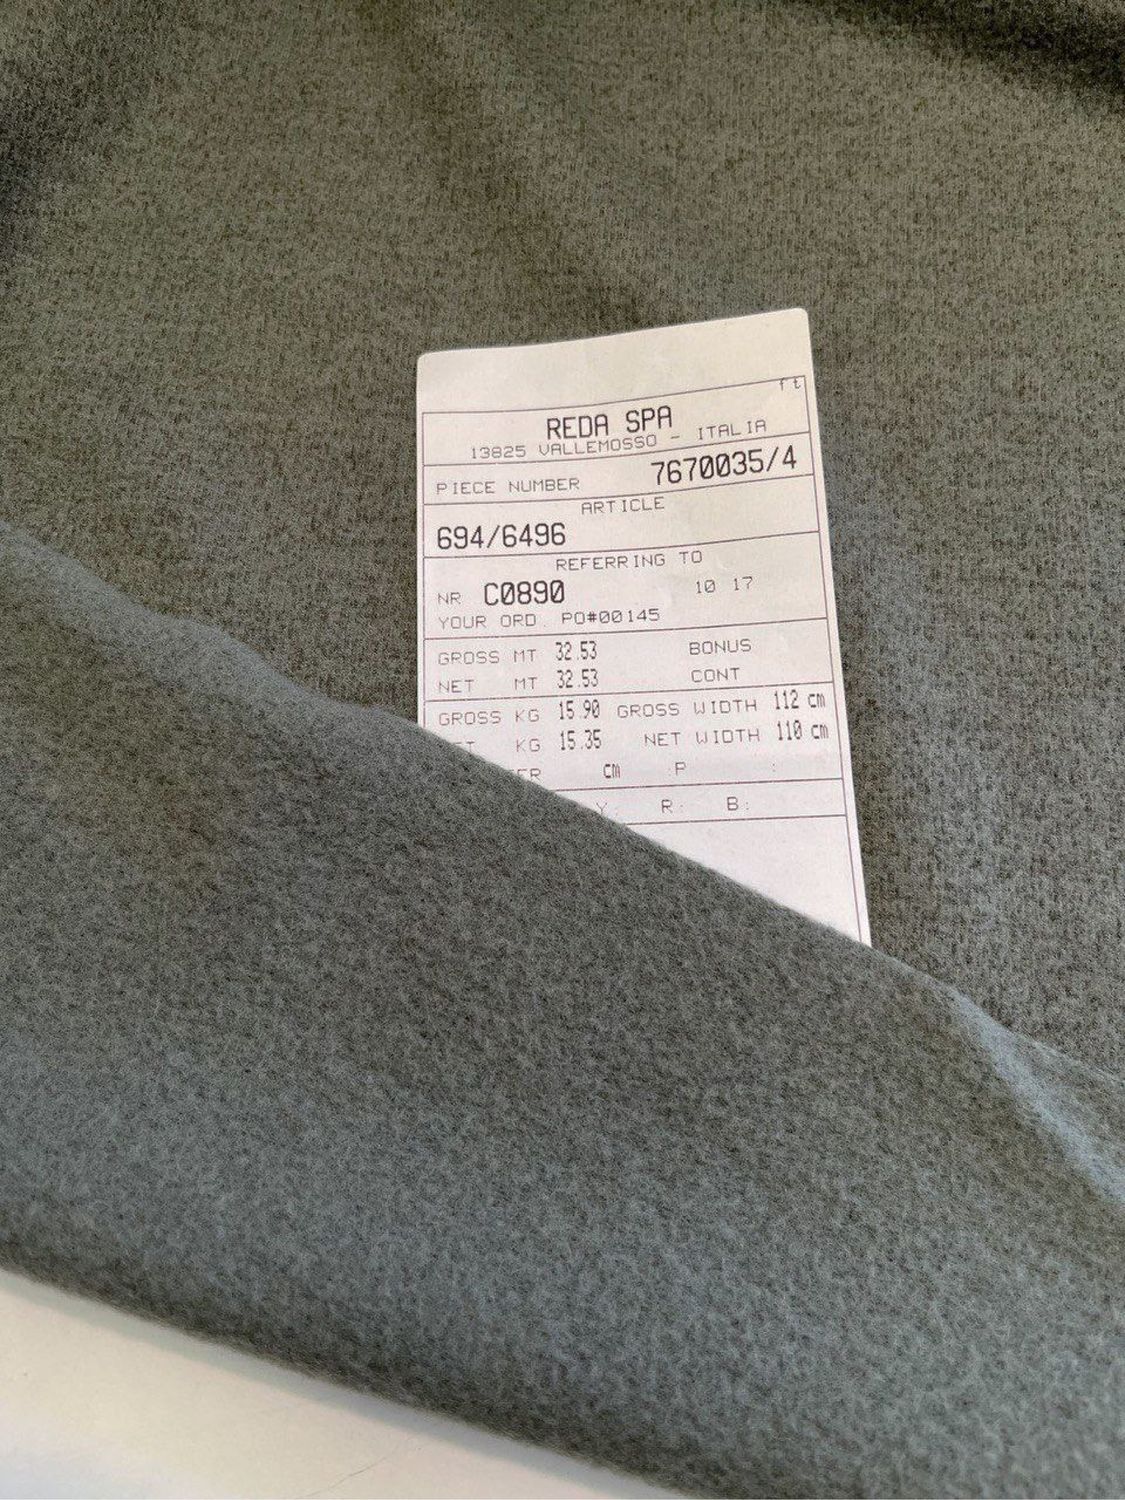 ft
REDA SPA
13825 VALLEMOSSO - ITALIA
PIECE NUMBER 7670035/4
ARTICLE
694/6496
REFERRING TO
NR C0890 10 17
YOUR ORD PO#00145
GROSS MT 32.53 BONUS
NET MT 32.53 CONT
GROSS KG 15.90 GROSS WIDTH 112 cm
KG 15.35 NET WIDTH 110 cm
cm P :
Y R: B: